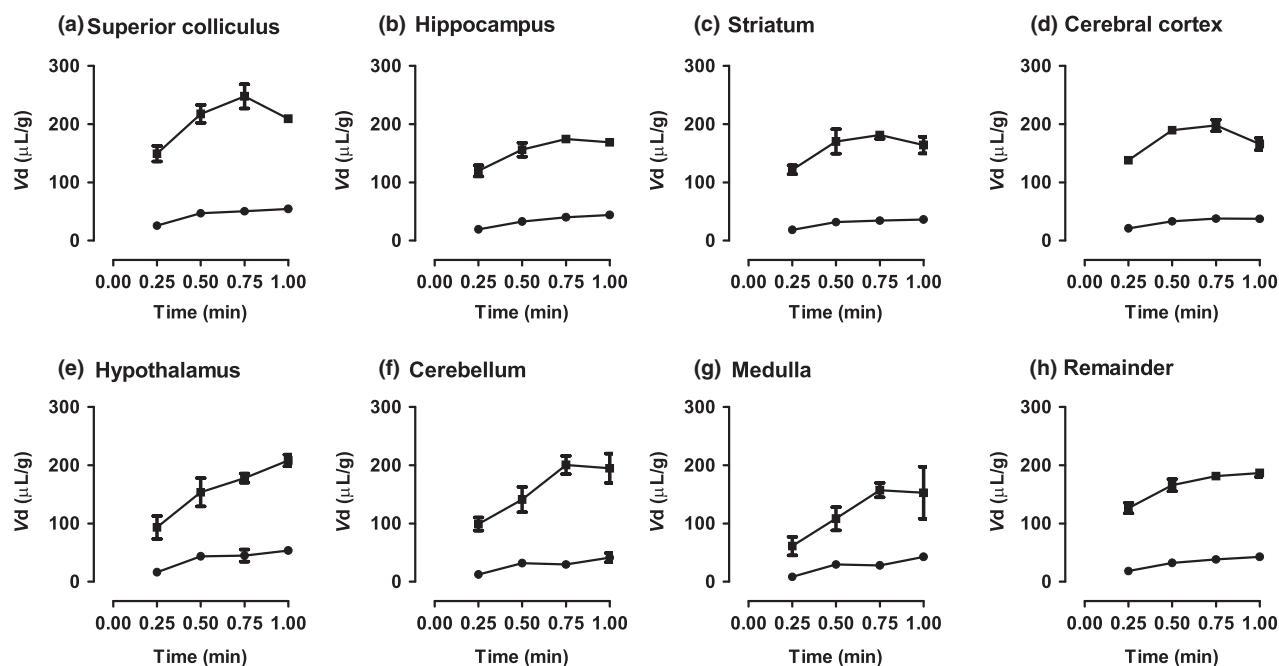 (a) Superior colliculus
300
200
100
0
Vd (μL/g)
0.00 0.25 0.50 0.75 1.00
Time (min)
(b) Hippocampus
300
200
100
0
Vd (μL/g)
0.00 0.25 0.50 0.75 1.00
Time (min)
(c) Striatum
300
200
100
0
Vd (μL/g)
0.00 0.25 0.50 0.75 1.00
Time (min)
(d) Cerebral cortex
300
200
100
0
Vd (μL/g)
0.00 0.25 0.50 0.75 1.00
Time (min)
(e) Hypothalamus
300
200
100
0
Vd (μL/g)
0.00 0.25 0.50 0.75 1.00
Time (min)
(f) Cerebellum
300
200
100
0
Vd (μL/g)
0.00 0.25 0.50 0.75 1.00
Time (min)
(g) Medulla
300
200
100
0
Vd (μL/g)
0.00 0.25 0.50 0.75 1.00
Time (min)
(h) Remainder
300
200
100
0
Vd (μL/g)
0.00 0.25 0.50 0.75 1.00
Time (min)